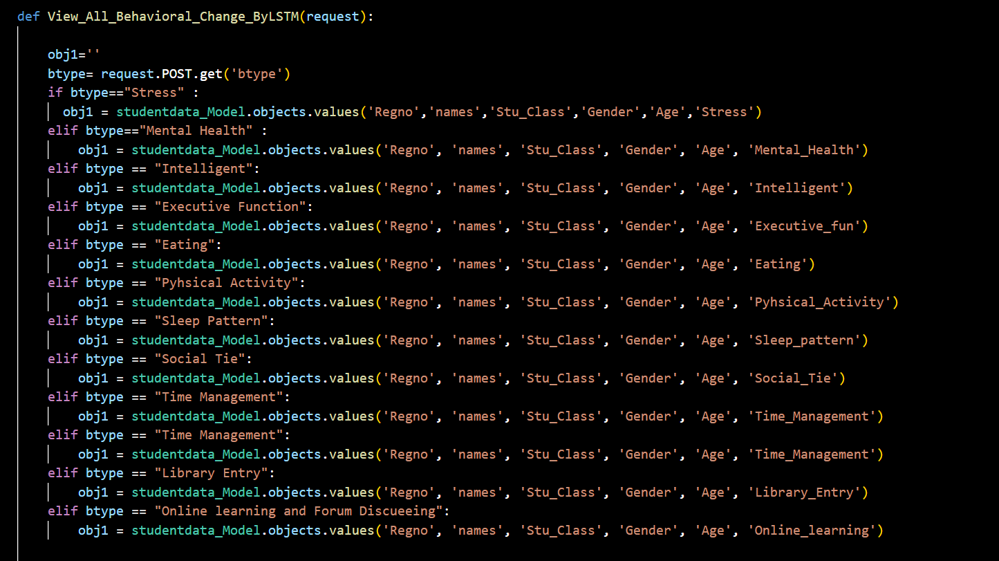 def View_All_Behavioral_Change_ByLSTM(request):
obj1=''
btype= request.POST.get('btype')
if btype=="Stress" :
obj1 = studentdata_Model.objects.values('Regno','names','Stu_Class','Gender','Age','Stress')
elif btype=="Mental Health" :
obj1 = studentdata_Model.objects.values('Regno', 'names', 'Stu_Class', 'Gender', 'Age', 'Mental_Health')
elif btype == "Intelligent":
obj1 = studentdata_Model.objects.values('Regno', 'names', 'Stu_Class', 'Gender', 'Age', 'Intelligent')
elif btype == "Executive Function":
obj1 = studentdata_Model.objects.values('Regno', 'names', 'Stu_Class', 'Gender', 'Age', 'Executive_fun')
elif btype == "Eating":
obj1 = studentdata_Model.objects.values('Regno', 'names', 'Stu_Class', 'Gender', 'Age', 'Eating')
elif btype == "Pyhsical Activity":
obj1 = studentdata_Model.objects.values('Regno', 'names', 'Stu_Class', 'Gender', 'Age', 'Pyhsical_Activity')
elif btype == "Sleep Pattern":
obj1 = studentdata_Model.objects.values('Regno', 'names', 'Stu_Class', 'Gender', 'Age', 'Sleep_pattern')
elif btype == "Social Tie":
obj1 = studentdata_Model.objects.values('Regno', 'names', 'Stu_Class', 'Gender', 'Age', 'Social_Tie')
elif btype == "Time Management":
obj1 = studentdata_Model.objects.values('Regno', 'names', 'Stu_Class', 'Gender', 'Age', 'Time_Management')
elif btype == "Time Management":
obj1 = studentdata_Model.objects.values('Regno', 'names', 'Stu_Class', 'Gender', 'Age', 'Time_Management')
elif btype == "Library Entry":
obj1 = studentdata_Model.objects.values('Regno', 'names', 'Stu_Class', 'Gender', 'Age', 'Library_Entry')
elif btype == "Online learning and Forum Discueeing":
obj1 = studentdata_Model.objects.values('Regno', 'names', 'Stu_Class', 'Gender', 'Age', 'Online_learning')